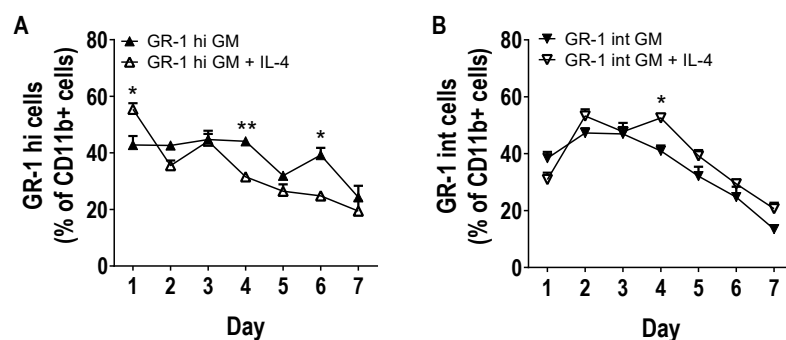 A
GR-1 hi GM
GR-1 hi GM + IL-4
GR-1 hi cells
(% of CD11b+ cells)
80
60
40
20
0
*
**
*
1 2 3 4 5 6 7
Day
B
GR-1 int GM
GR-1 int GM + IL-4
GR-1 int cells
(% of CD11b+ cells)
80
60
40
20
0
*
1 2 3 4 5 6 7
Day